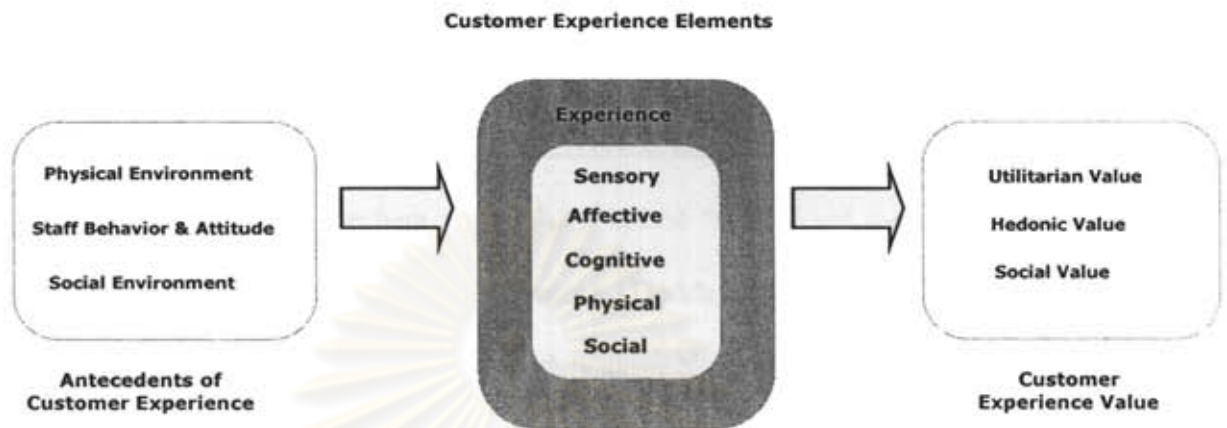 Customer Experience Elements
Physical Environment
Staff Behavior & Attitude
Social Environment
Antecedents of
Customer Experience
Experience
Sensory
Affective
Cognitive
Physical
Social
Utilitarian Value
Hedonic Value
Social Value
Customer
Experience Value